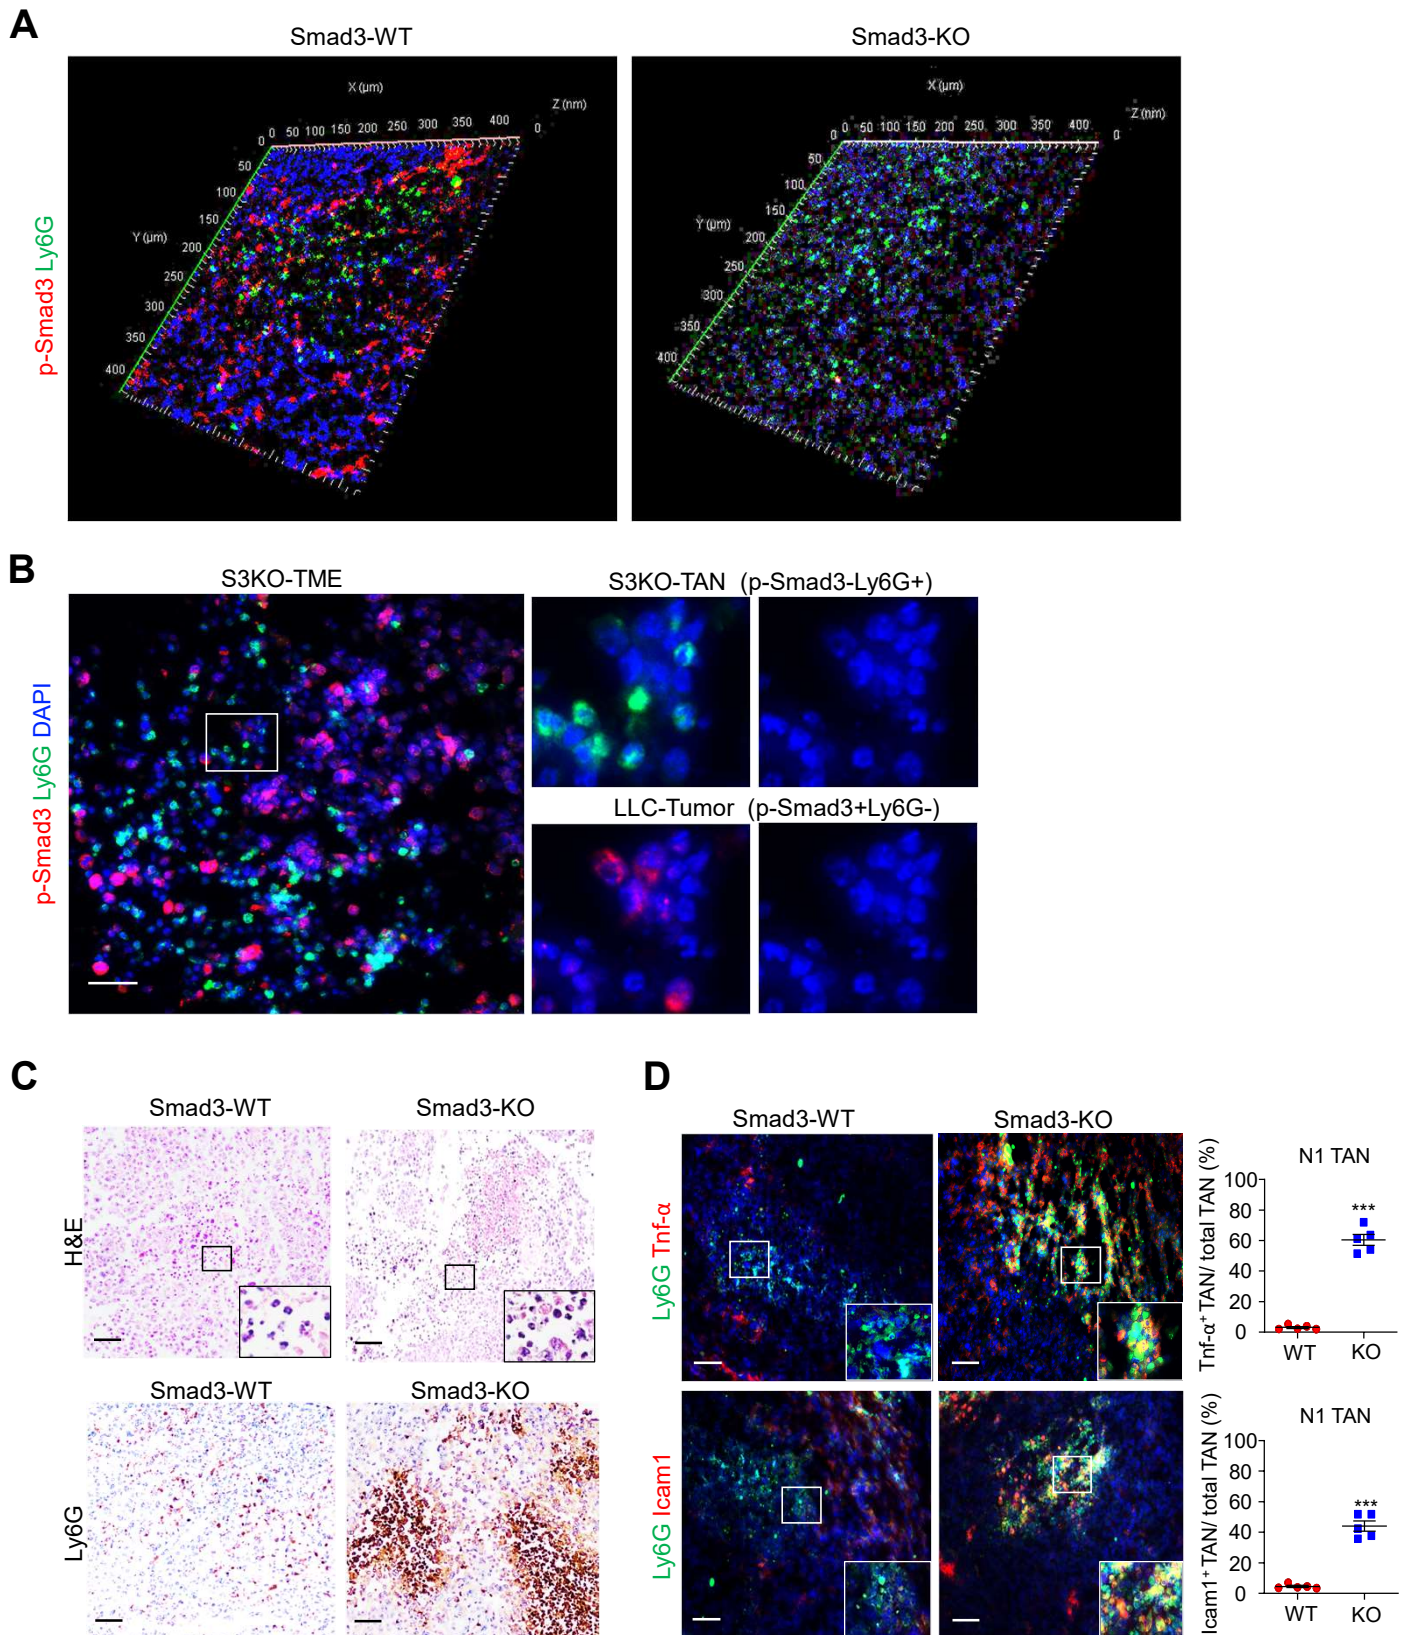 A
Smad3-WT
Smad3-KO
p-Smad3 Ly6G
X (µm)
Z (nm)
0 50 100 150 200 250 300 350 400 0
Y (µm)
50
100
150
200
250
300
350
400
X (µm)
Z (nm)
0 50 100 150 200 250 300 350 400 0
Y (µm)
50
100
150
200
250
300
350
400
B
S3KO-TME
S3KO-TAN (p-Smad3-Ly6G+)
p-Smad3 Ly6G DAPI
LLC-Tumor (p-Smad3+Ly6G-)
C
Smad3-WT
Smad3-KO
H&E
Smad3-WT
Smad3-KO
Ly6G
D
Smad3-WT
Smad3-KO
Ly6G Tnf-α
Tnf-α⁺ TAN/ total TAN (%)
N1 TAN
100
80
60
40
20
0
***
WT
KO
Ly6G Icam1
Icam1⁺ TAN/ total TAN (%)
N1 TAN
100
80
60
40
20
0
***
WT
KO